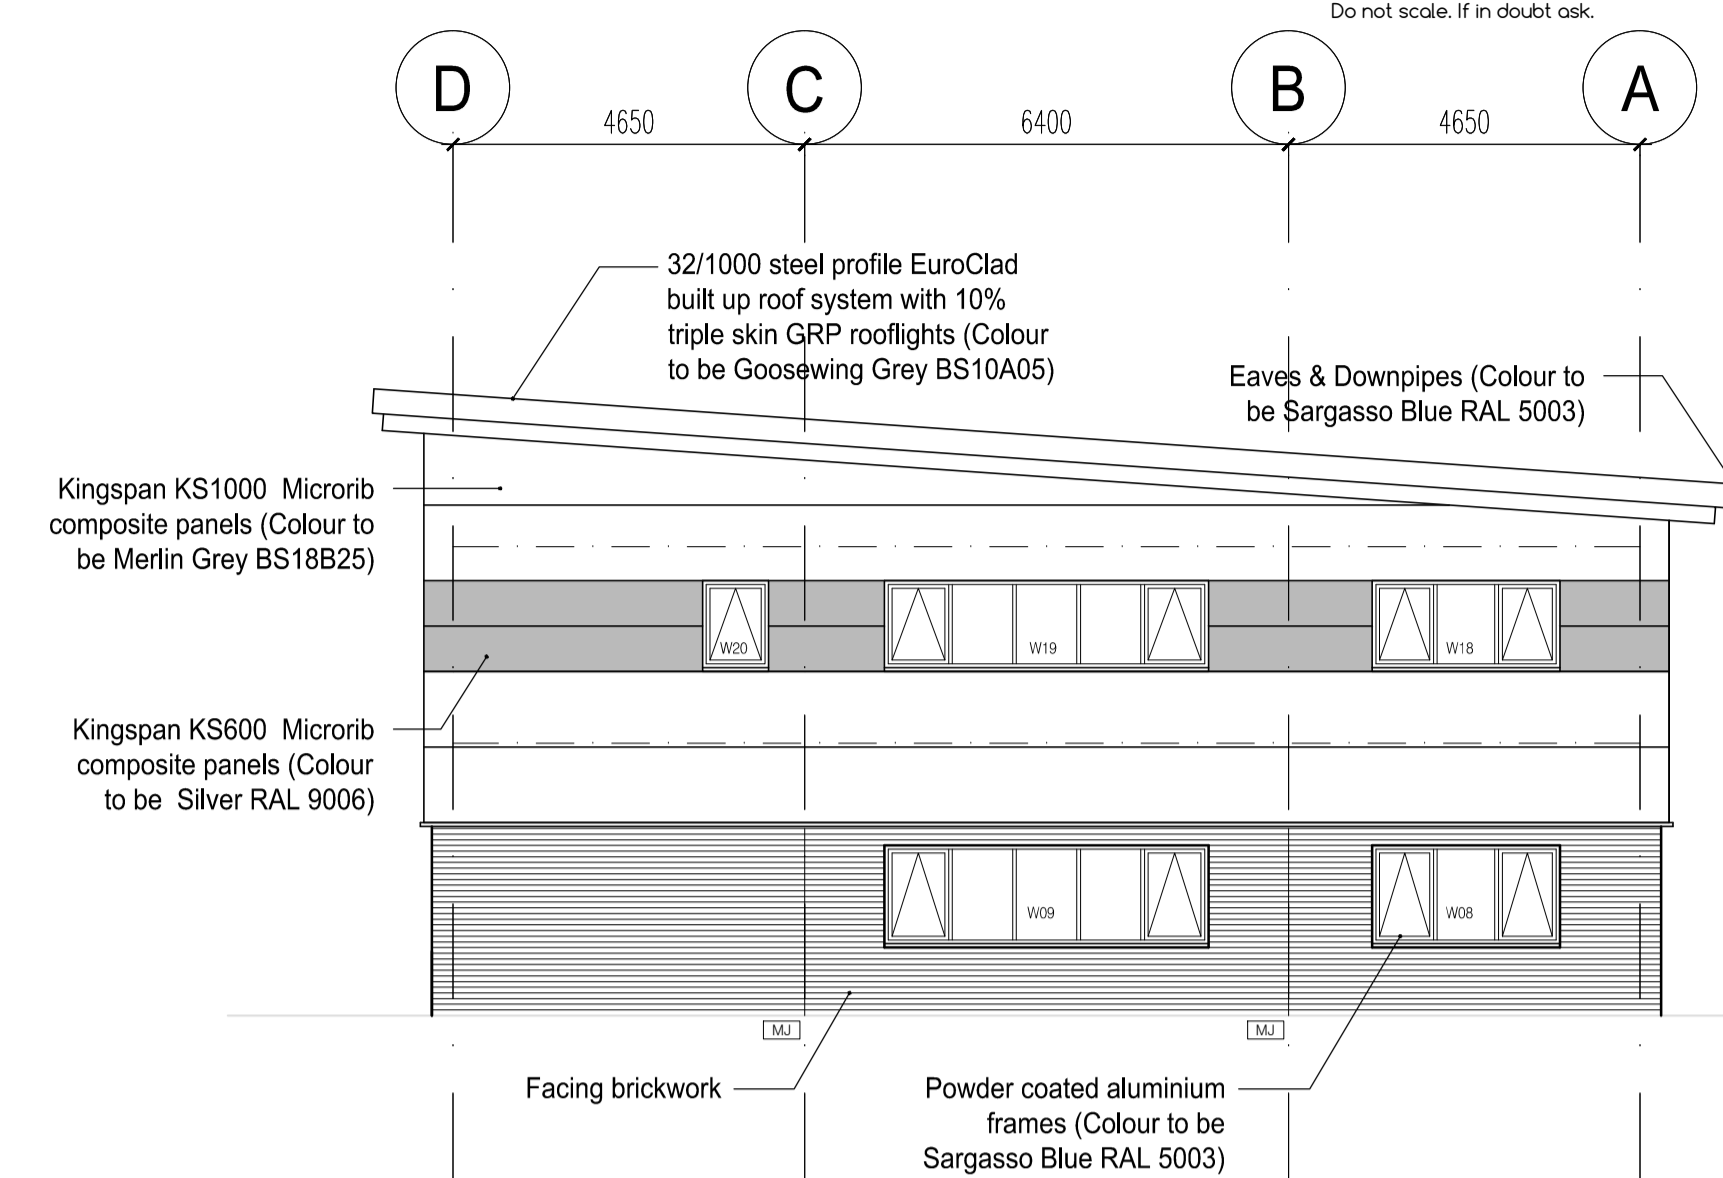 Do not scale. If in doubt ask.
D
C
B
A
4650
6400
4650
32/1000 steel profile EuroClad
built up roof system with 10%
triple skin GRP rooflights (Colour
to be Goosewing Grey BS10A05)
Eaves & Downpipes (Colour to
be Sargasso Blue RAL 5003)
Kingspan KS1000 Microrib
composite panels (Colour to
be Merlin Grey BS18B25)
W20
W19
W18
Kingspan KS600 Microrib
composite panels (Colour
to be Silver RAL 9006)
W09
W08
MJ
MJ
Facing brickwork
Powder coated aluminium
frames (Colour to be
Sargasso Blue RAL 5003)